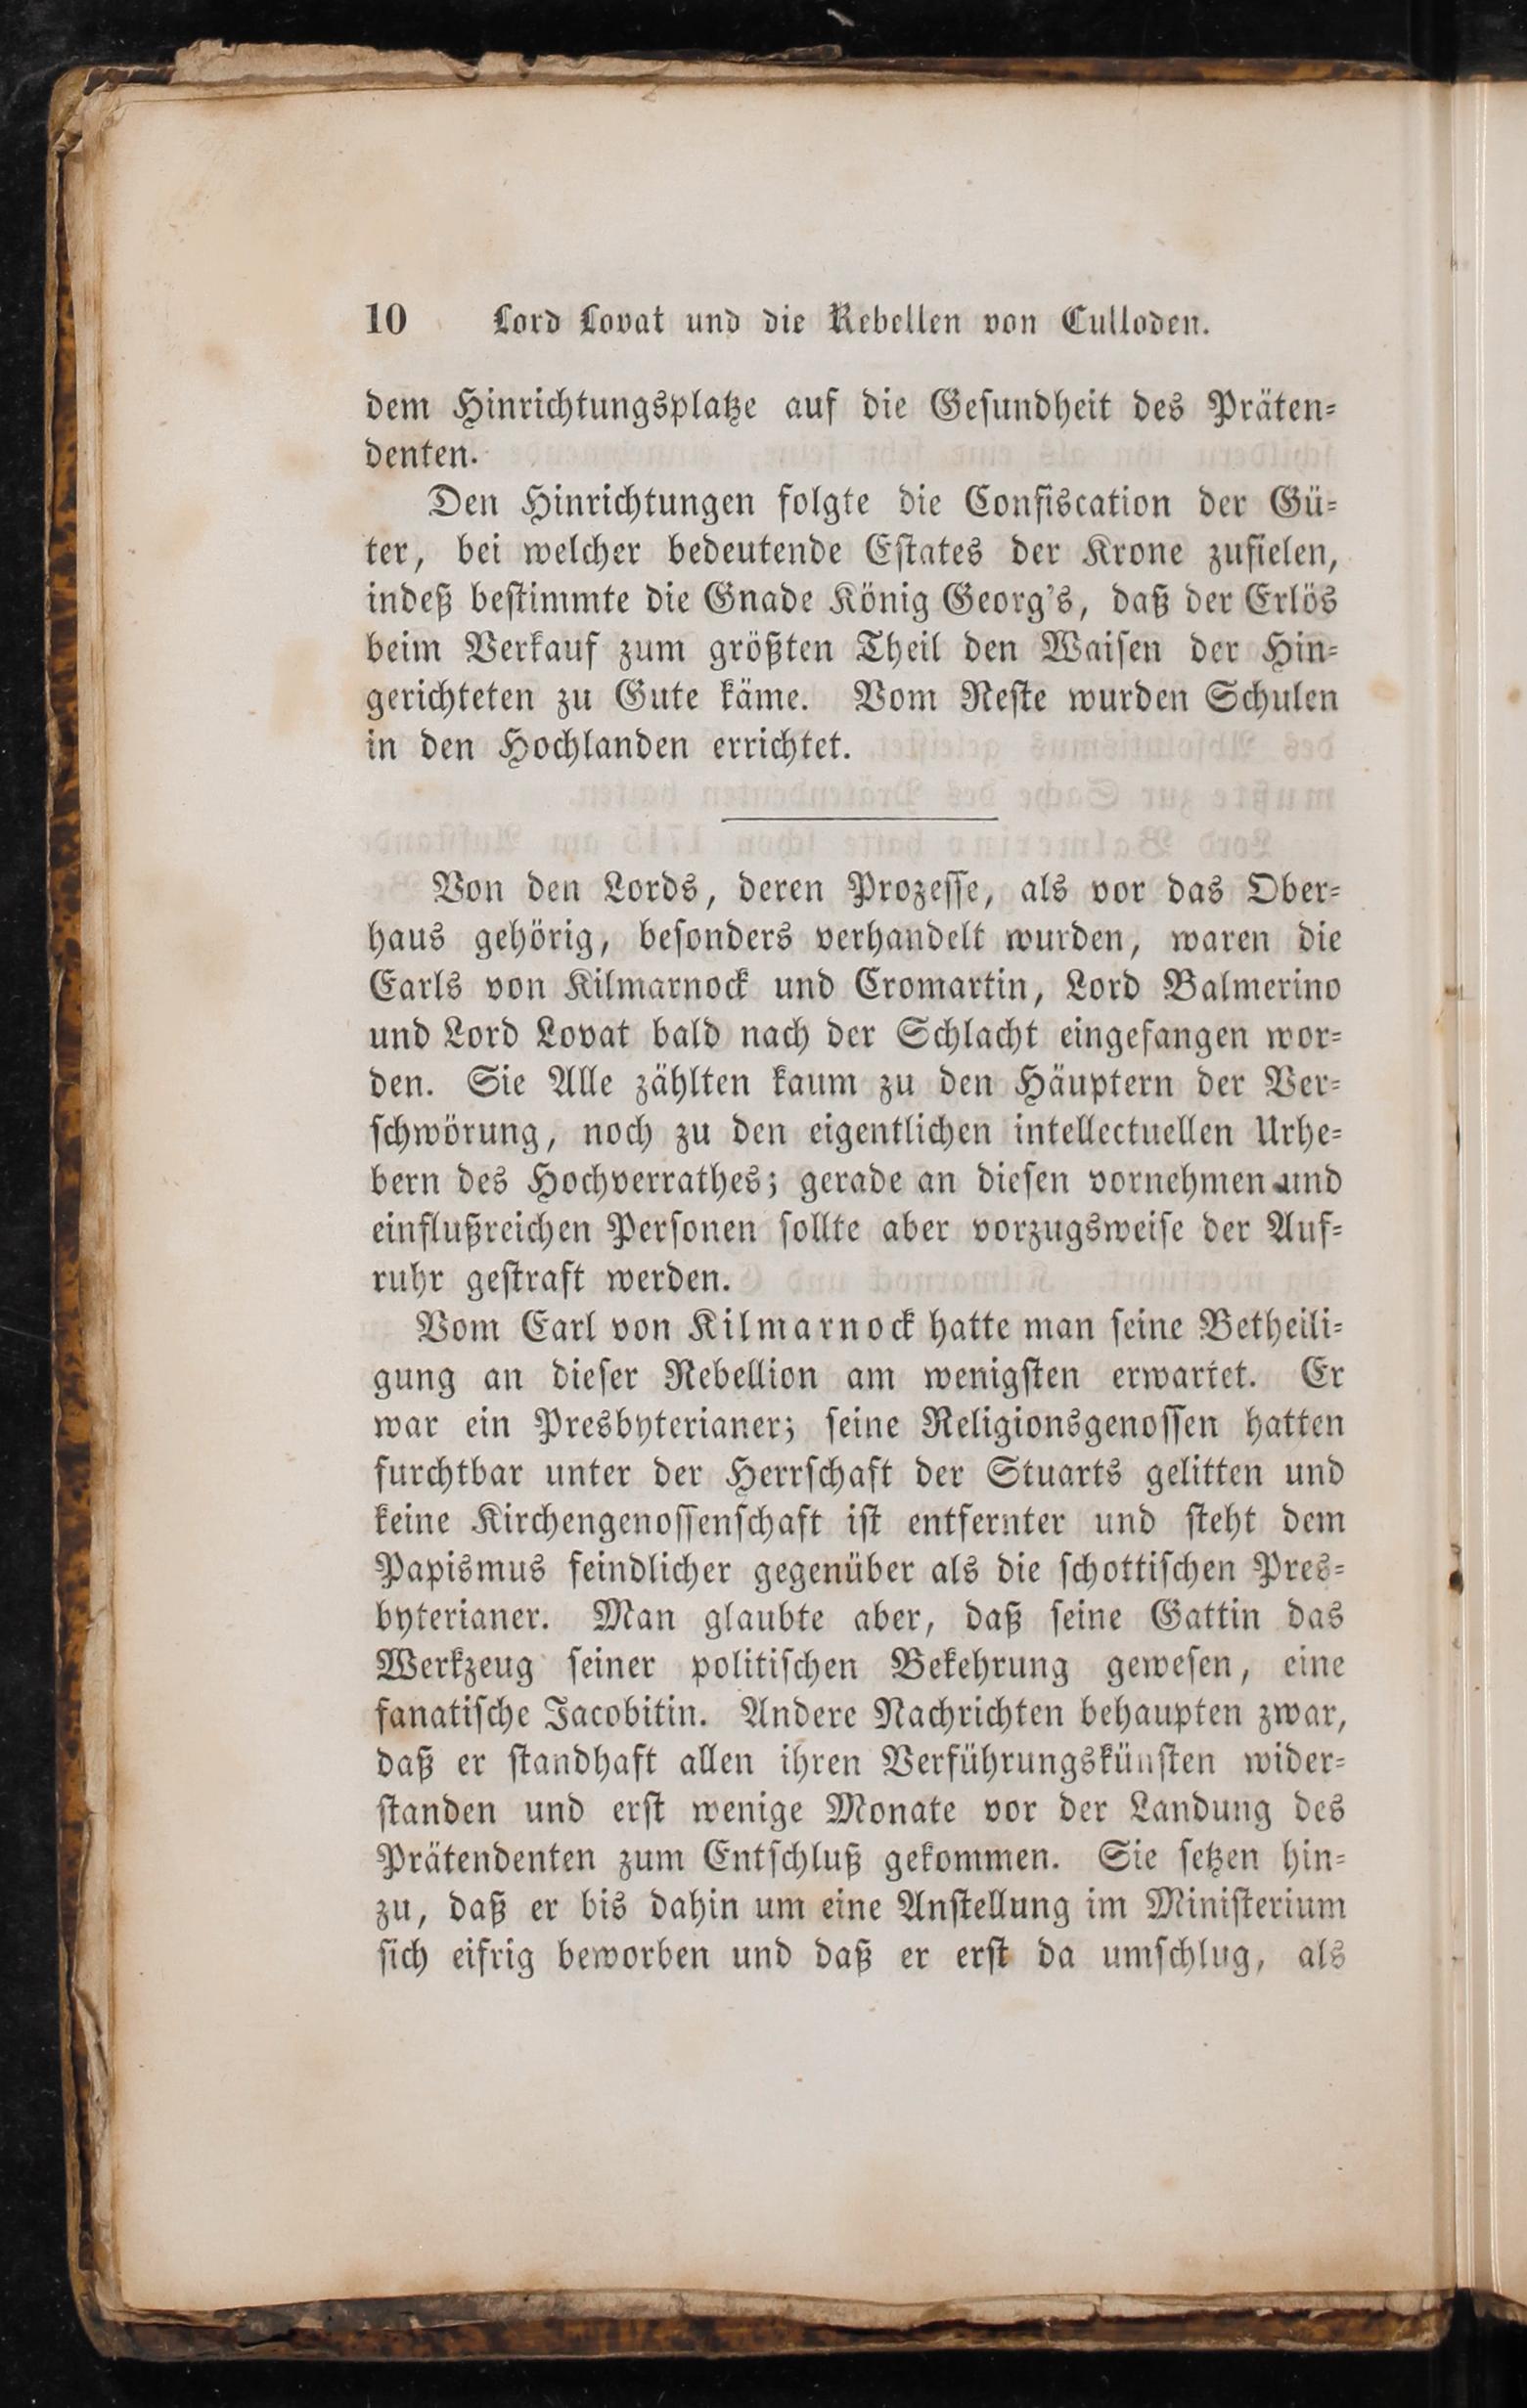 10 Lord Lovat und die Rebellen von Culloden.
dem Hinrichtungsplatze auf die Gesundheit des Präten-
denten.
Den Hinrichtungen folgte die Confiscation der Gü-
ter, bei welcher bedeutende Estates der Krone zufielen,
indeß bestimmte die Gnade König Georg's, daß der Erlös
beim Verkauf zum größten Theil den Waisen der Hin-
gerichteten zu Gute käme. Vom Reste wurden Schulen
in den Hochlanden errichtet.
Von den Lords, deren Prozesse, als vor das Ober-
haus gehörig, besonders verhandelt wurden, waren die
Earls von Kilmarnock und Cromartin, Lord Balmerino
und Lord Lovat bald nach der Schlacht eingefangen wor-
den. Sie Alle zählten kaum zu den Häuptern der Ver-
schwörung, noch zu den eigentlichen intellectuellen Urhe-
bern des Hochverrathes; gerade an diesen vornehmen und
einflußreichen Personen sollte aber vorzugsweise der Auf-
ruhr gestraft werden.
Vom Earl von Kilmarnock hatte man seine Betheili-
gung an dieser Rebellion am wenigsten erwartet. Er
war ein Presbyterianer; seine Religionsgenossen hatten
furchtbar unter der Herrschaft der Stuarts gelitten und
keine Kirchengenossenschaft ist entfernter und steht dem
Papismus feindlicher gegenüber als die schottischen Pres-
byterianer. Man glaubte aber, daß seine Gattin das
Werkzeug seiner politischen Bekehrung gewesen, eine
fanatische Jacobitin. Andere Nachrichten behaupten zwar,
daß er standhaft allen ihren Verführungskünsten wider-
standen und erst wenige Monate vor der Landung des
Prätendenten zum Entschluß gekommen. Sie setzen hin-
zu, daß er bis dahin um eine Anstellung im Ministerium
sich eifrig beworben und daß er erst da umschlug, als